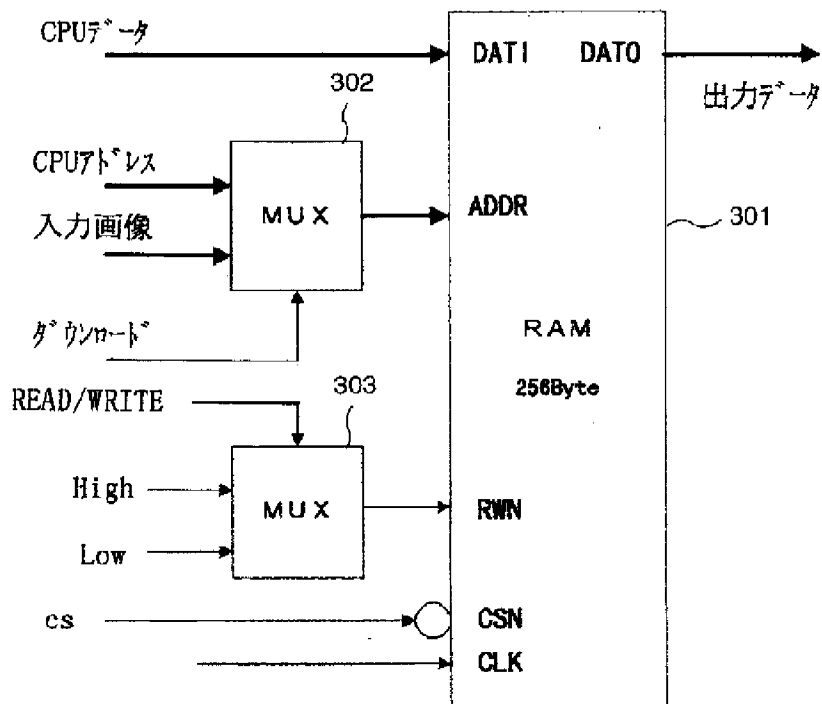 CPUデータ
DATI DATO
出力データ
302
CPUアドレス
MUX
入力画像
ADDR
301
ダウンロード
RAM
256Byte
READ/WRITE
303
High
MUX
RWN
Low
cs
CSN
CLK